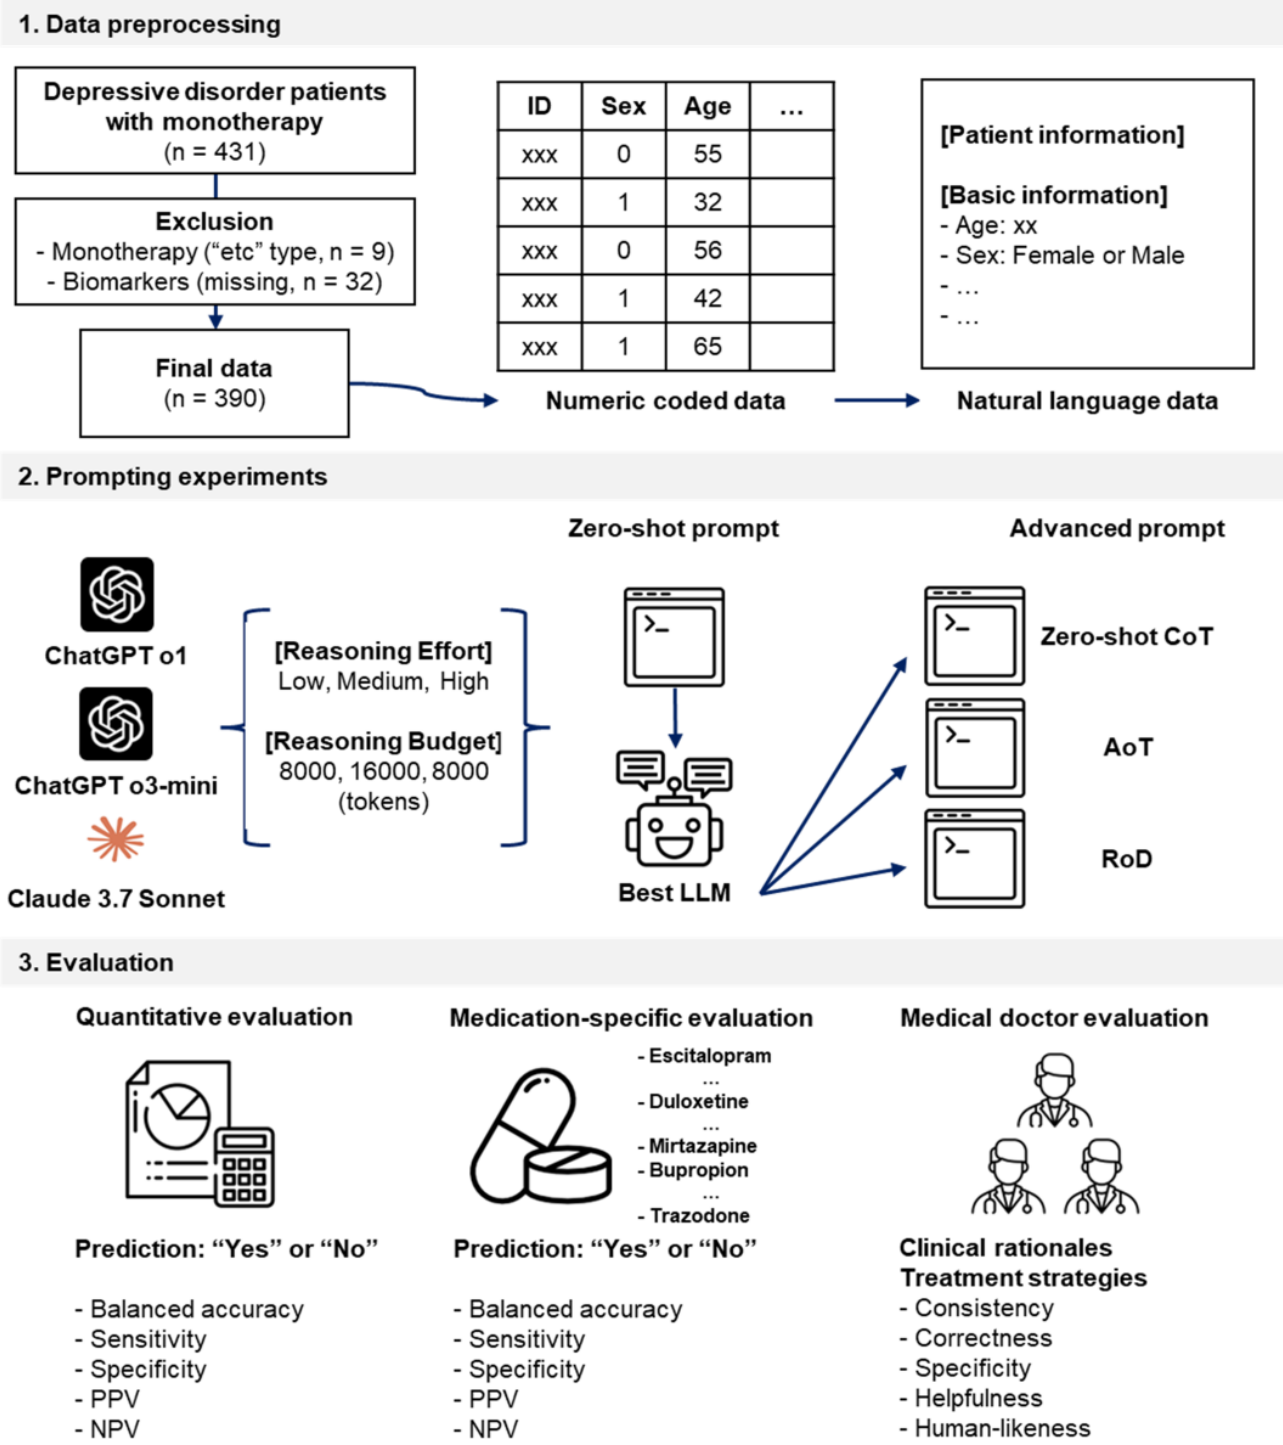 1. Data preprocessing
Depressive disorder patients
with monotherapy
(n = 431)
Exclusion
- Monotherapy (“etc” type, n = 9)
- Biomarkers (missing, n = 32)
Final data
(n = 390)
ID Sex Age ...
xxx 0 55
xxx 1 32
xxx 0 56
xxx 1 42
xxx 1 65
Numeric coded data
[Patient information]
[Basic information]
- Age: xx
- Sex: Female or Male
- ...
- ...
Natural language data
2. Prompting experiments
ChatGPT o1
ChatGPT o3-mini
Claude 3.7 Sonnet
[Reasoning Effort]
Low, Medium, High
[Reasoning Budget]
8000, 16000, 8000
(tokens)
Zero-shot prompt
>_
Best LLM
Advanced prompt
>_
Zero-shot CoT
>_
AoT
>_
RoD
3. Evaluation
Quantitative evaluation
Prediction: “Yes” or “No”
- Balanced accuracy
- Sensitivity
- Specificity
- PPV
- NPV
Medication-specific evaluation
- Escitalopram
...
- Duloxetine
...
- Mirtazapine
- Bupropion
...
- Trazodone
Prediction: “Yes” or “No”
- Balanced accuracy
- Sensitivity
- Specificity
- PPV
- NPV
Medical doctor evaluation
Clinical rationales
Treatment strategies
- Consistency
- Correctness
- Specificity
- Helpfulness
- Human-likeness